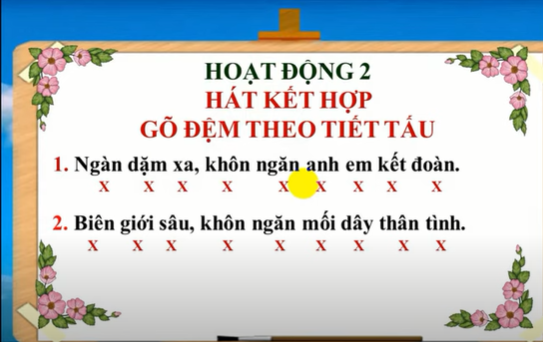 HOẠT ĐỘNG 2
HÁT KẾT HỢP
GÕ ĐỆM THEO TIẾT TẤU
1. Ngàn dặm xa, khôn ngăn anh em kết đoàn.
X X X X X X X X X
2. Biên giới sâu, khôn ngăn mối dây thân tình.
X X X X X X X X X